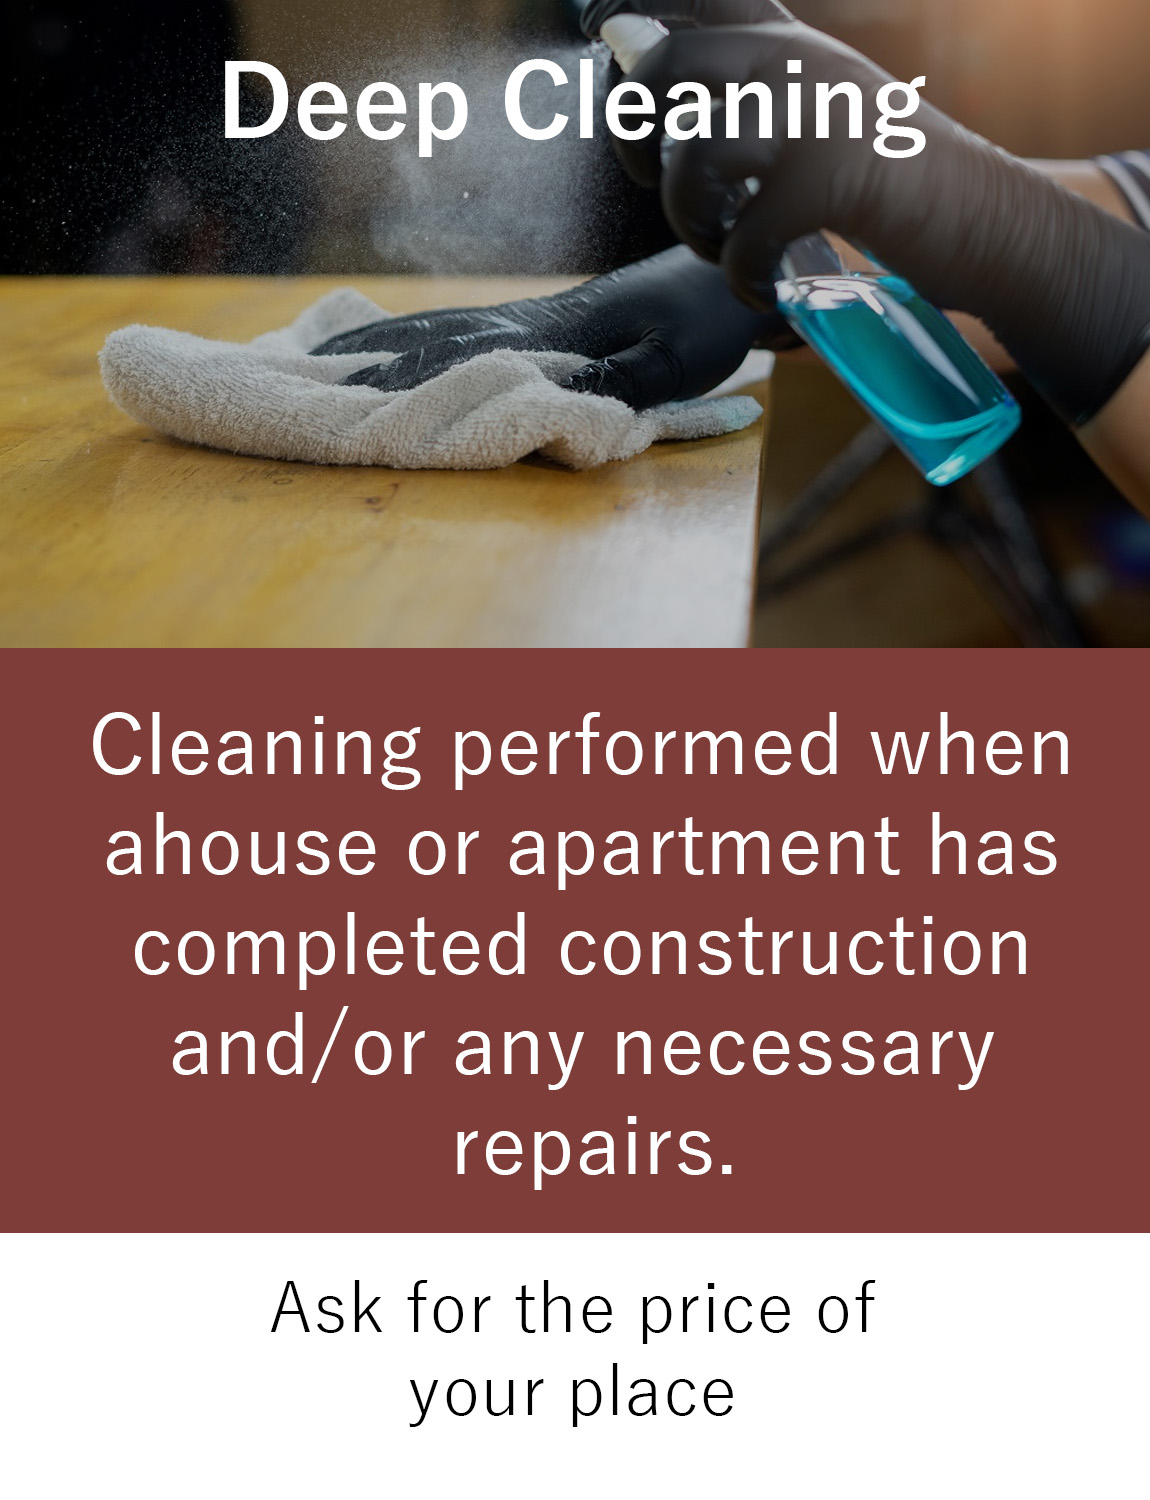 Deep Cleaning
Cleaning performed when
ahouse or apartment has
completed construction
and/or any necessary
repairs.
Ask for the price of
your place